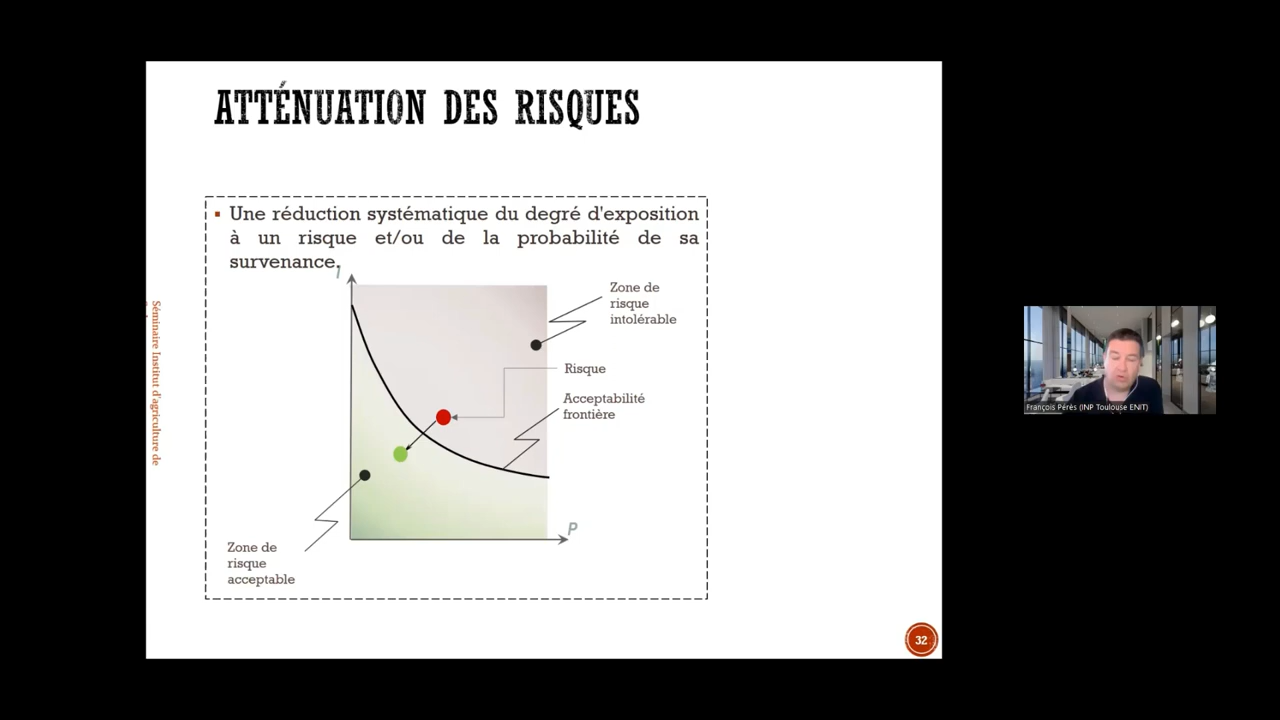 ATTÉNUATION DES RISQUES
▪ Une réduction systématique du degré d'exposition
à un risque et/ou de la probabilité de sa
survenance.
I
Zone de
risque
intolérable
Risque
Acceptabilité
frontière
P
Zone de
risque
acceptable
Séminaire Institut d'agriculture de
32
François Pérès (INP Toulouse ENIT)